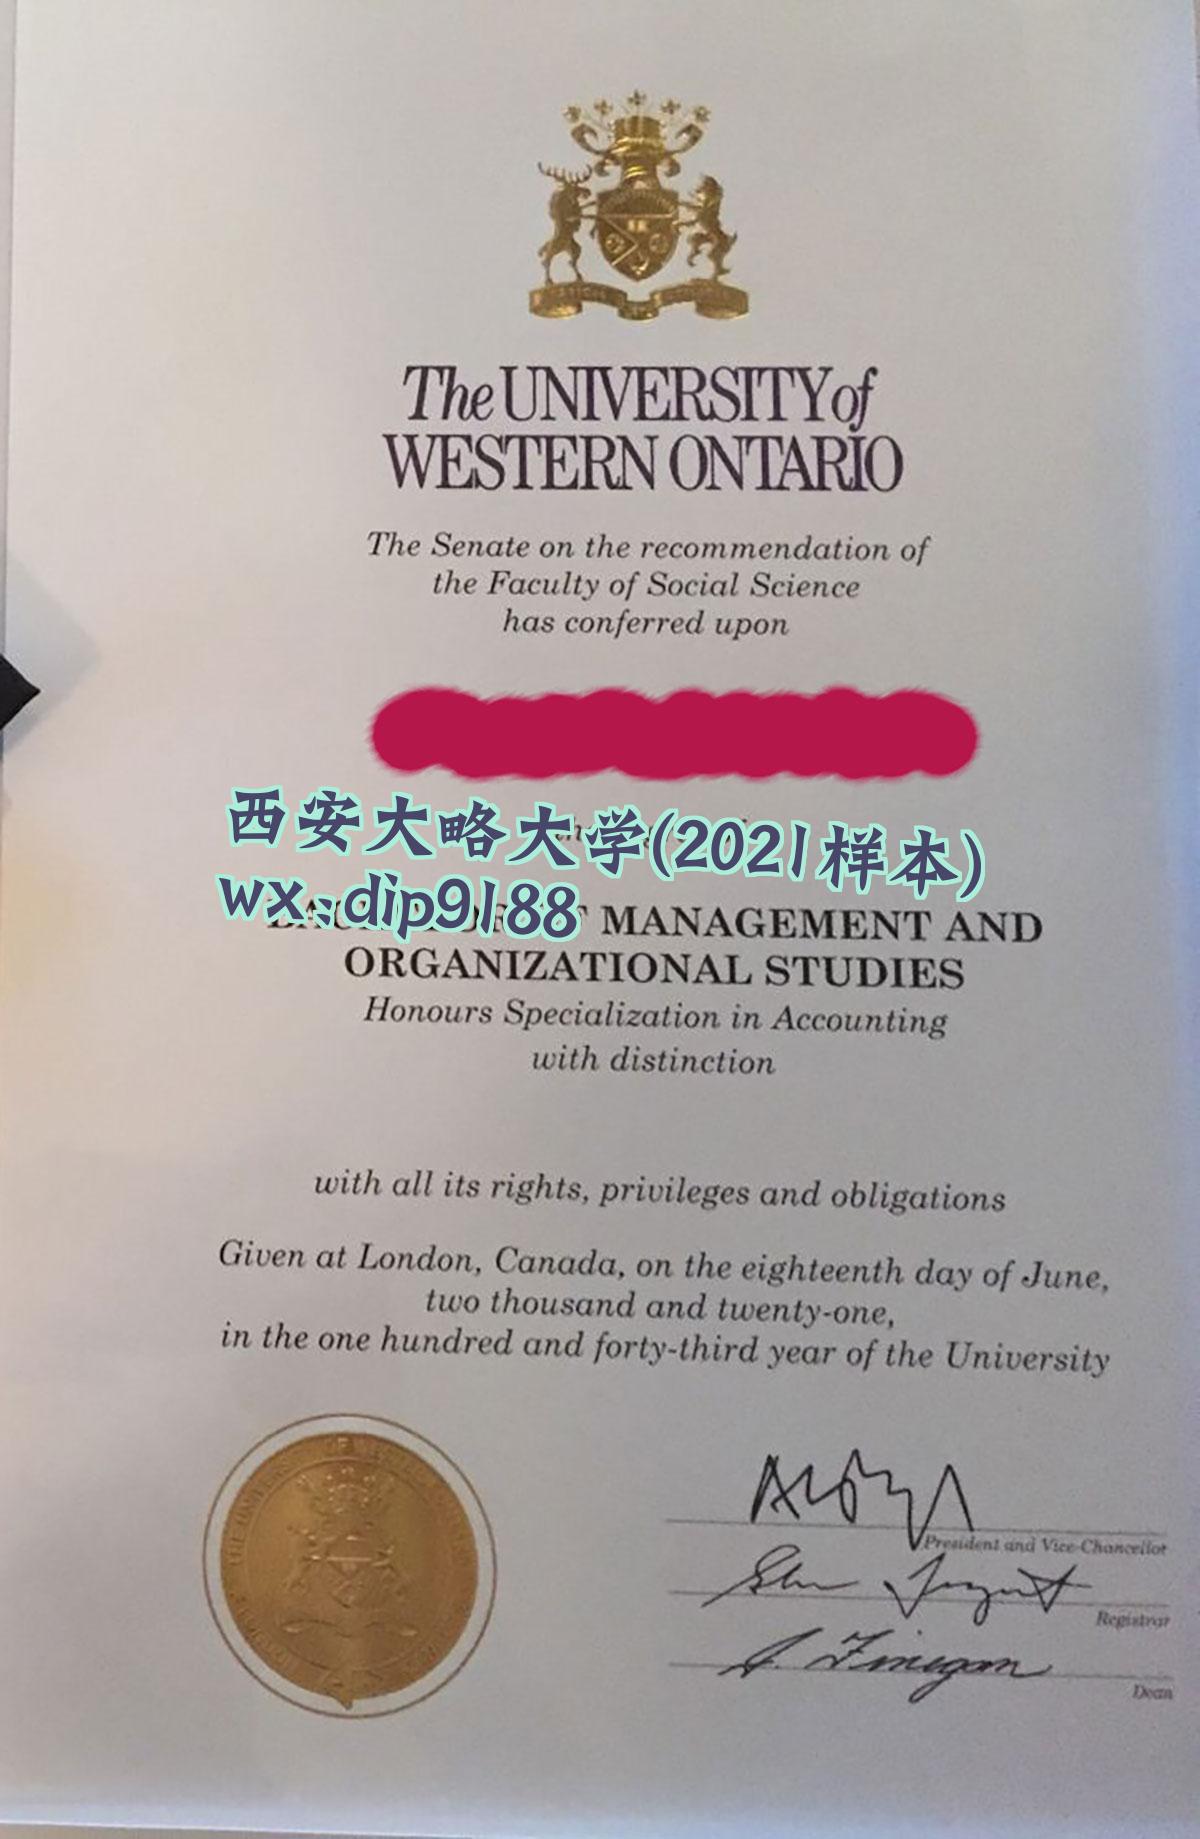 The UNIVERSITY of
WESTERN ONTARIO
The Senate on the recommendation of
the Faculty of Social Science
has conferred upon
西安大略大学(2021样本)
wx:dip9188
MANAGEMENT AND
ORGANIZATIONAL STUDIES
Honours Specialization in Accounting
with distinction
with all its rights, privileges and obligations
Given at London, Canada, on the eighteenth day of June,
two thousand and twenty-one,
in the one hundred and forty-third year of the University
President and Vice-Chancellor
Registrar
Dean